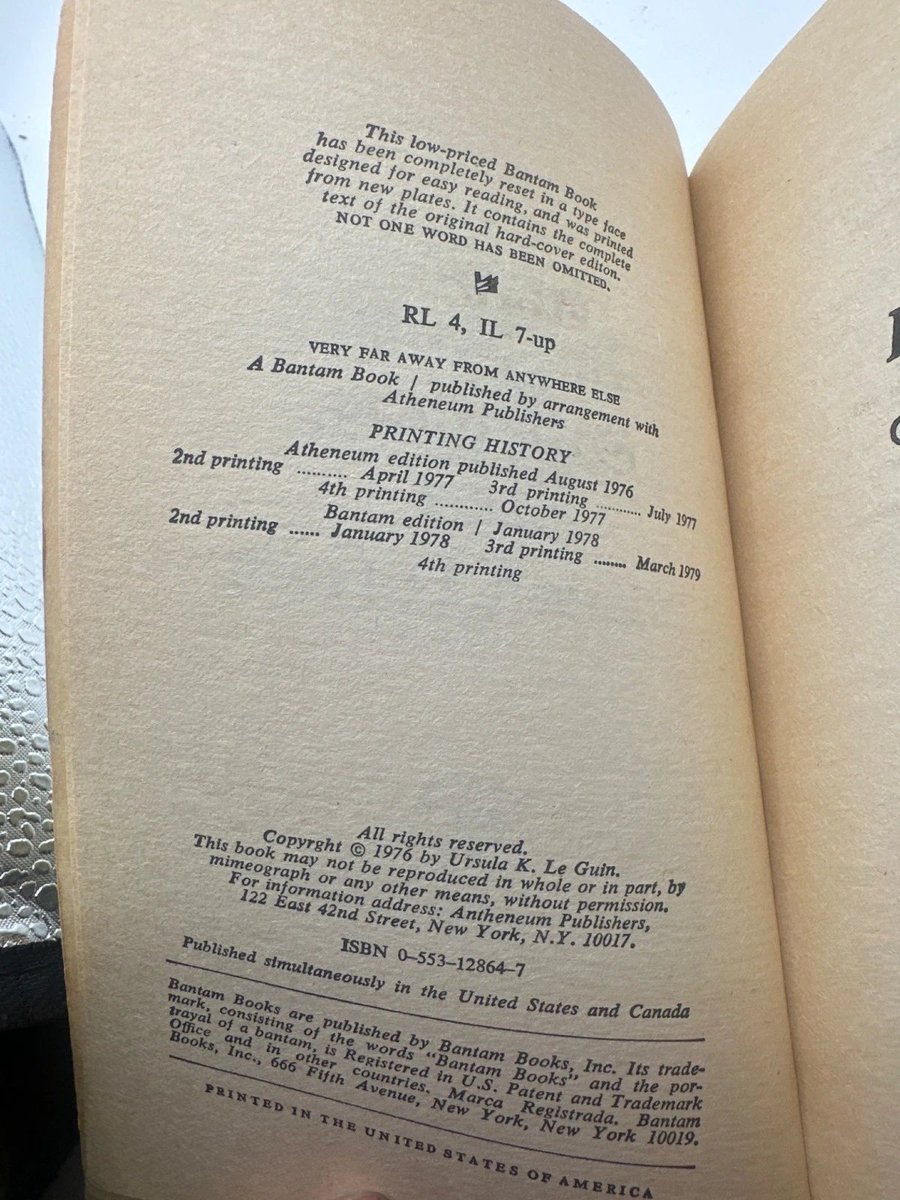 This low-priced Bantam Book
has been completely reset in a type face
designed for easy reading, and was printed
from new plates. It contains the complete
text of the original hard-cover editon.
NOT ONE WORD HAS BEEN OMITTED.
RL 4, IL 7-up
VERY FAR AWAY FROM ANYWHERE ELSE
A Bantam Book / published by arrangement with
Atheneum Publishers
PRINTING HISTORY
Atheneum edition published August 1976
2nd printing .......... April 1977 3rd printing ........... July 1977
4th printing ............ October 1977
Bantam edition / January 1978
2nd printing ...... January 1978 3rd printing ........ March 1979
4th printing
All rights reserved.
Copyrght © 1976 by Ursula K. Le Guin.
This book may not be reproduced in whole or in part, by
mimeograph or any other means, without permission.
For information address: Antheneum Publishers,
122 East 42nd Street, New York, N.Y. 10017.
ISBN 0-553-12864-7
Published simultaneously in the United States and Canada
Bantam Books are published by Bantam Books, Inc. Its trade-
mark, consisting of the words "Bantam Books" and the por-
trayal of a bantam, is Registered in U.S. Patent and Trademark
Office and in other countries. Marca Registrada. Bantam
Books, Inc., 666 Fifth Avenue, New York, New York 10019.
PRINTED IN THE UNITED STATES OF AMERICA